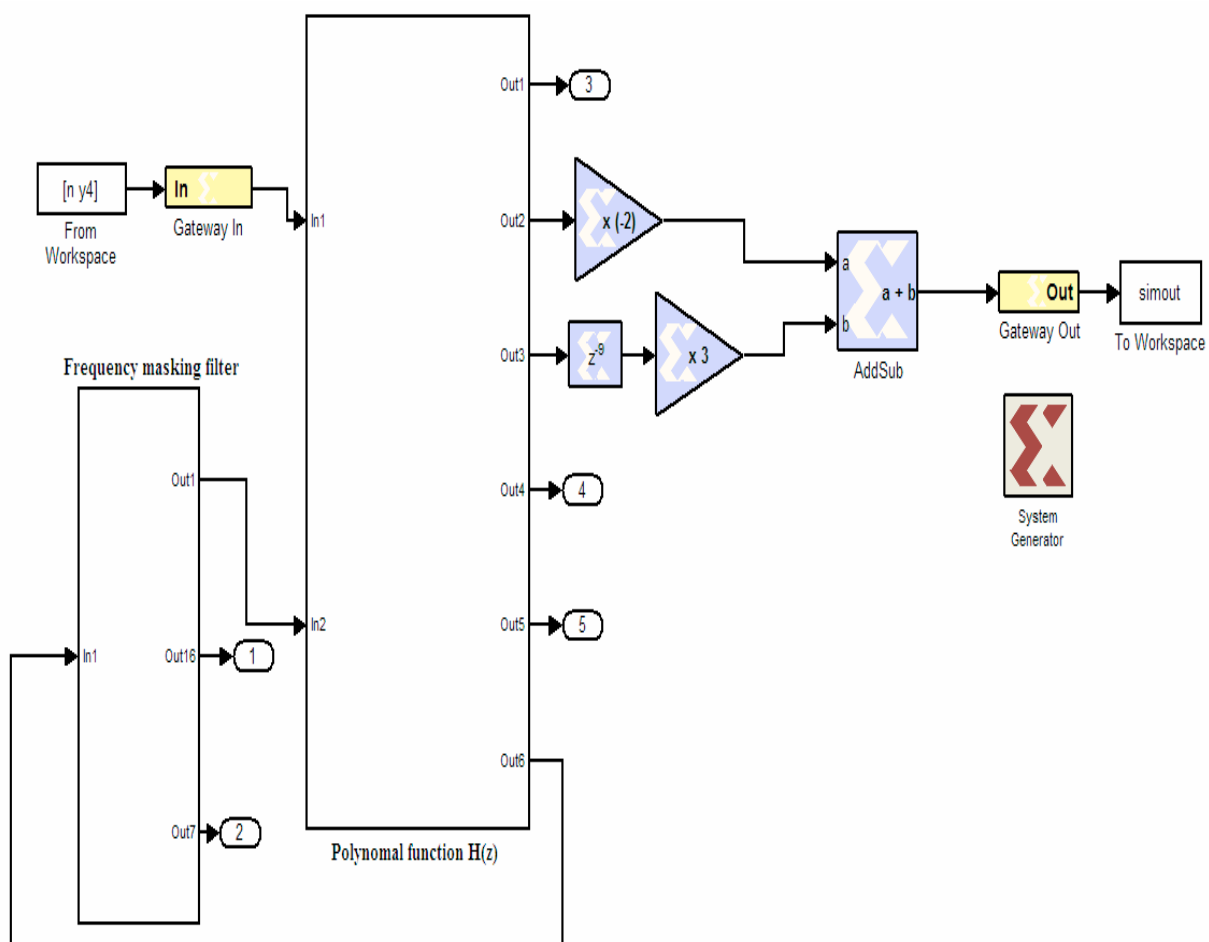 Out1
3
[n y4]
In
From
Workspace
Gateway In
In1
Out2
x (-2)
a
a + b
b
AddSub
Out
Gateway Out
simout
To Workspace
Out3
z^-9
x 3
Frequency masking filter
Out1
In1
Out16
1
Out7
2
In2
Out4
4
System
Generator
Out5
5
Out6
Polynomal function H(z)